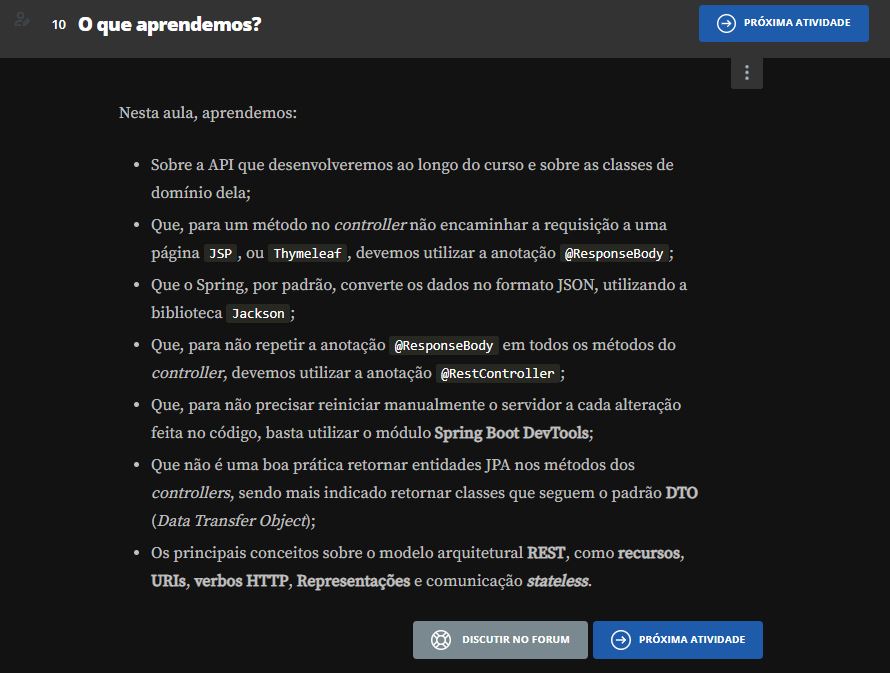 10 O que aprendemos?
PRÓXIMA ATIVIDADE
Nesta aula, aprendemos:
• Sobre a API que desenvolveremos ao longo do curso e sobre as classes de
domínio dela;
• Que, para um método no controller não encaminhar a requisição a uma
página JSP, ou Thymeleaf, devemos utilizar a anotação @ResponseBody;
• Que o Spring, por padrão, converte os dados no formato JSON, utilizando a
biblioteca Jackson;
• Que, para não repetir a anotação @ResponseBody em todos os métodos do
controller, devemos utilizar a anotação @RestController;
• Que, para não precisar reiniciar manualmente o servidor a cada alteração
feita no código, basta utilizar o módulo Spring Boot DevTools;
• Que não é uma boa prática retornar entidades JPA nos métodos dos
controllers, sendo mais indicado retornar classes que seguem o padrão DTO
(Data Transfer Object);
• Os principais conceitos sobre o modelo arquitetural REST, como recursos,
URIs, verbos HTTP, Representações e comunicação stateless.
DISCUTIR NO FORUM
PRÓXIMA ATIVIDADE